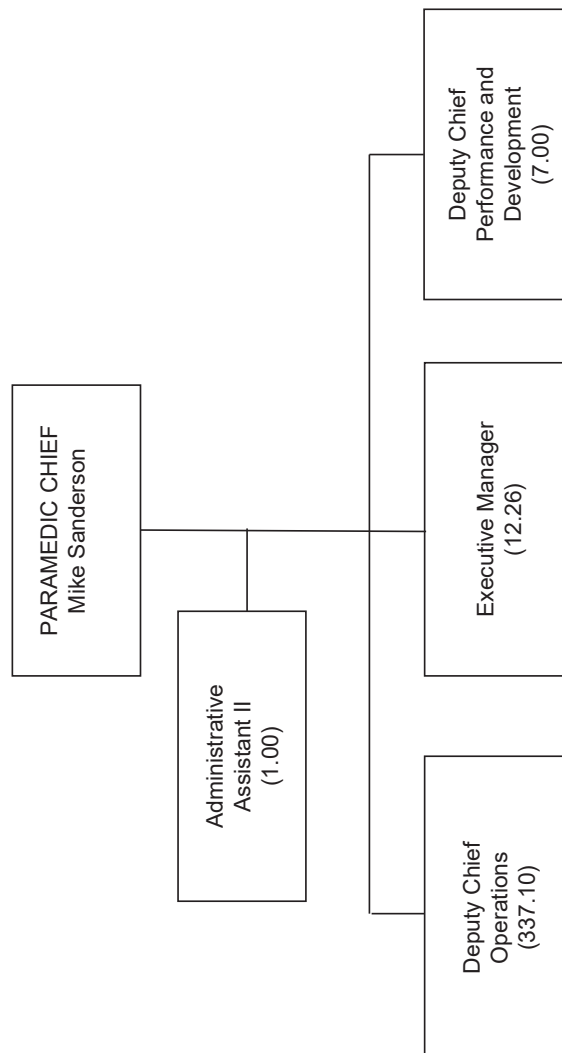 PARAMEDIC CHIEF
Mike Sanderson
Administrative
Assistant II
(1.00)
Deputy Chief
Operations
(337.10)
Executive Manager
(12.26)
Deputy Chief
Performance and
Development
(7.00)